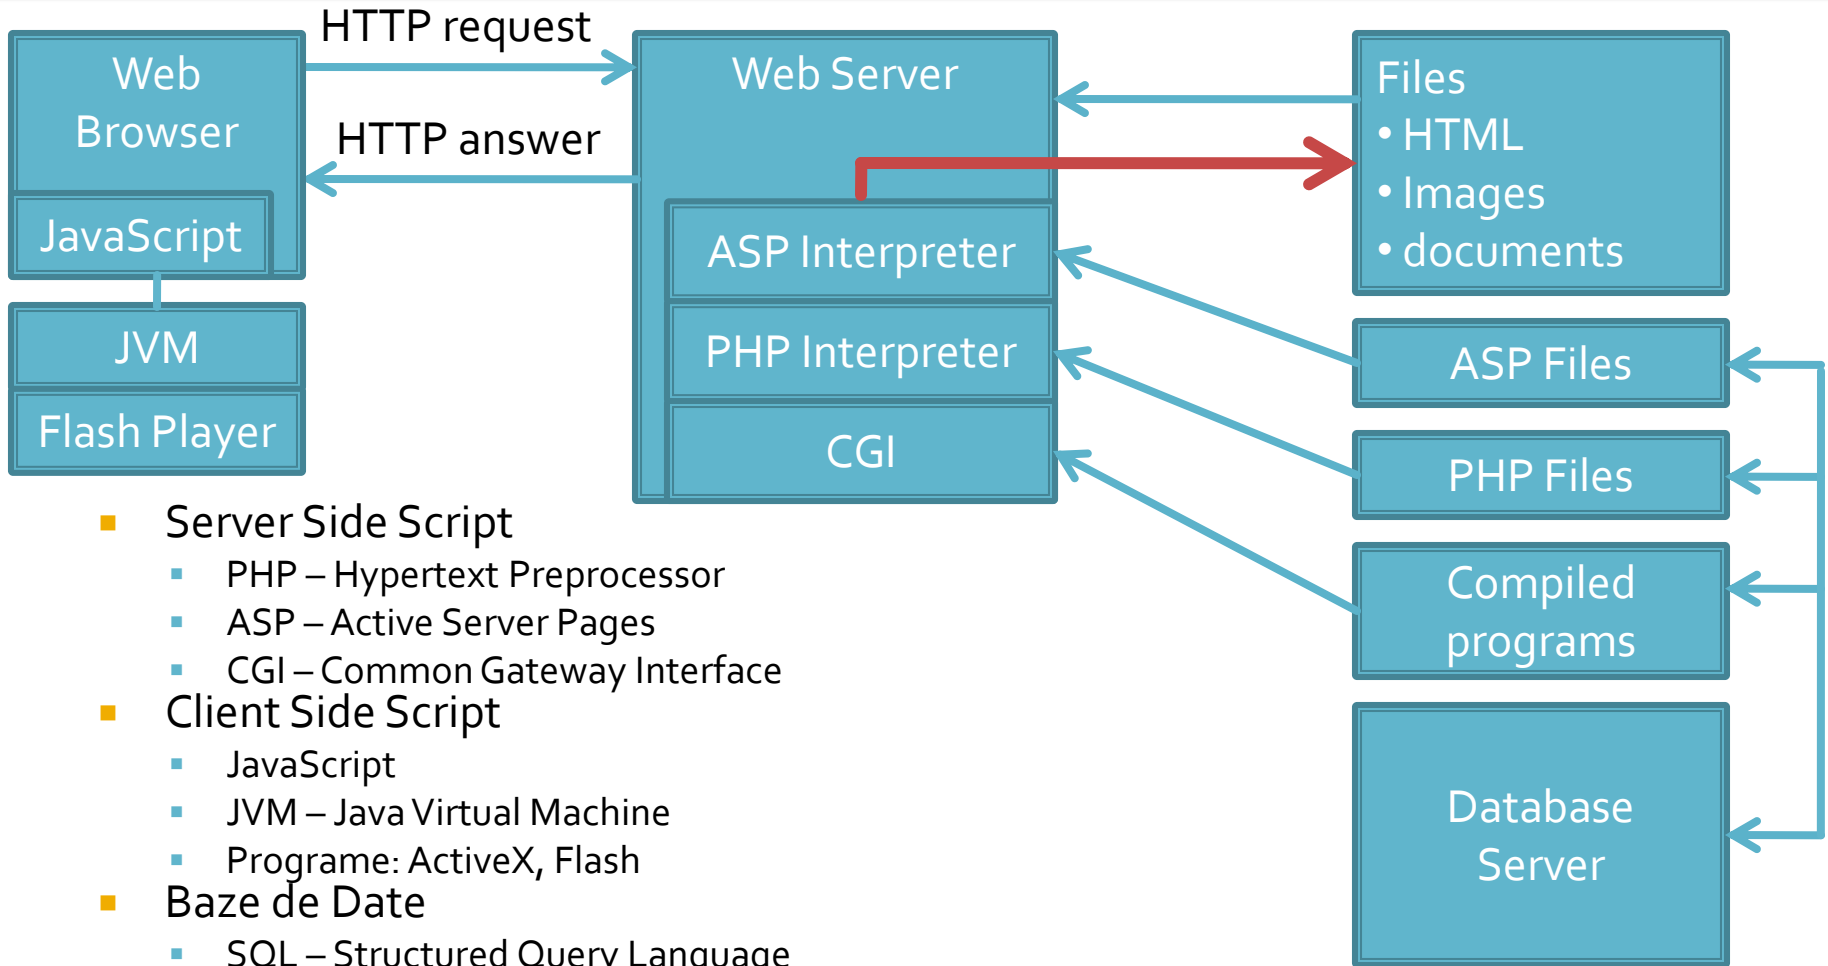 HTTP request
Web
Browser
HTTP answer
JavaScript
JVM
Flash Player
Web Server
ASP Interpreter
PHP Interpreter
CGI
Files
• HTML
• Images
• documents
ASP Files
PHP Files
Compiled
programs
Database
Server
▪ Server Side Script
▪ PHP – Hypertext Preprocessor
▪ ASP – Active Server Pages
▪ CGI – Common Gateway Interface
▪ Client Side Script
▪ JavaScript
▪ JVM – Java Virtual Machine
▪ Programe: ActiveX, Flash
▪ Baze de Date
▪ SQL – Structured Query Language